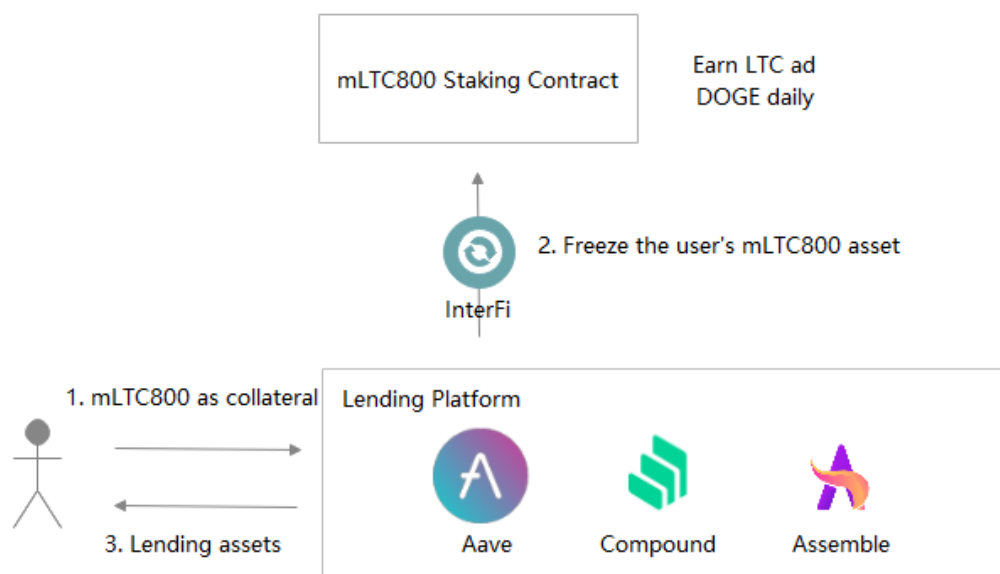 mLTC800 Staking Contract
Earn LTC ad
DOGE daily
2. Freeze the user's mLTC800 asset
InterFi
1. mLTC800 as collateral
Lending Platform
3. Lending assets
Aave
Compound
Assemble